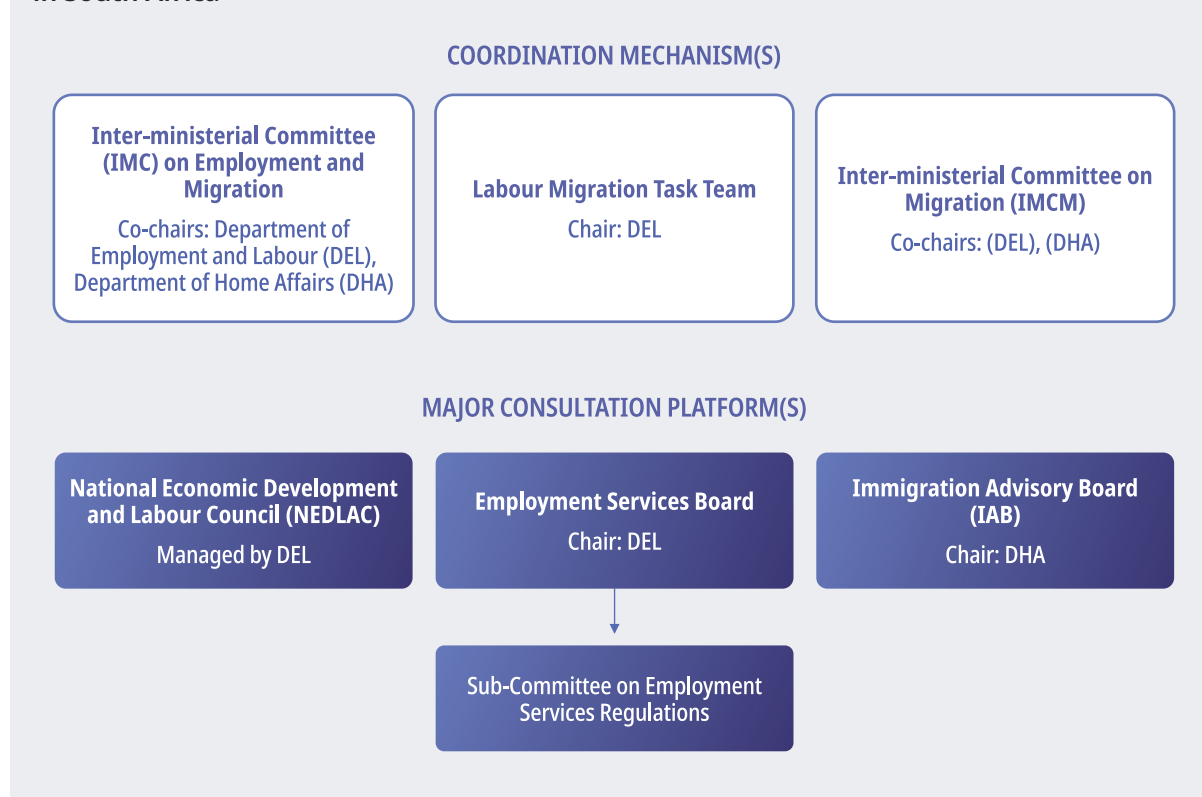 in South Africa
COORDINATION MECHANISM(S)
Inter-ministerial Committee
(IMC) on Employment and
Migration
Co-chairs: Department of
Employment and Labour (DEL),
Department of Home Affairs (DHA)
Labour Migration Task Team
Chair: DEL
Inter-ministerial Committee on
Migration (IMCM)
Co-chairs: (DEL), (DHA)
MAJOR CONSULTATION PLATFORM(S)
National Economic Development
and Labour Council (NEDLAC)
Managed by DEL
Employment Services Board
Chair: DEL
Immigration Advisory Board
(IAB)
Chair: DHA
Sub-Committee on Employment
Services Regulations